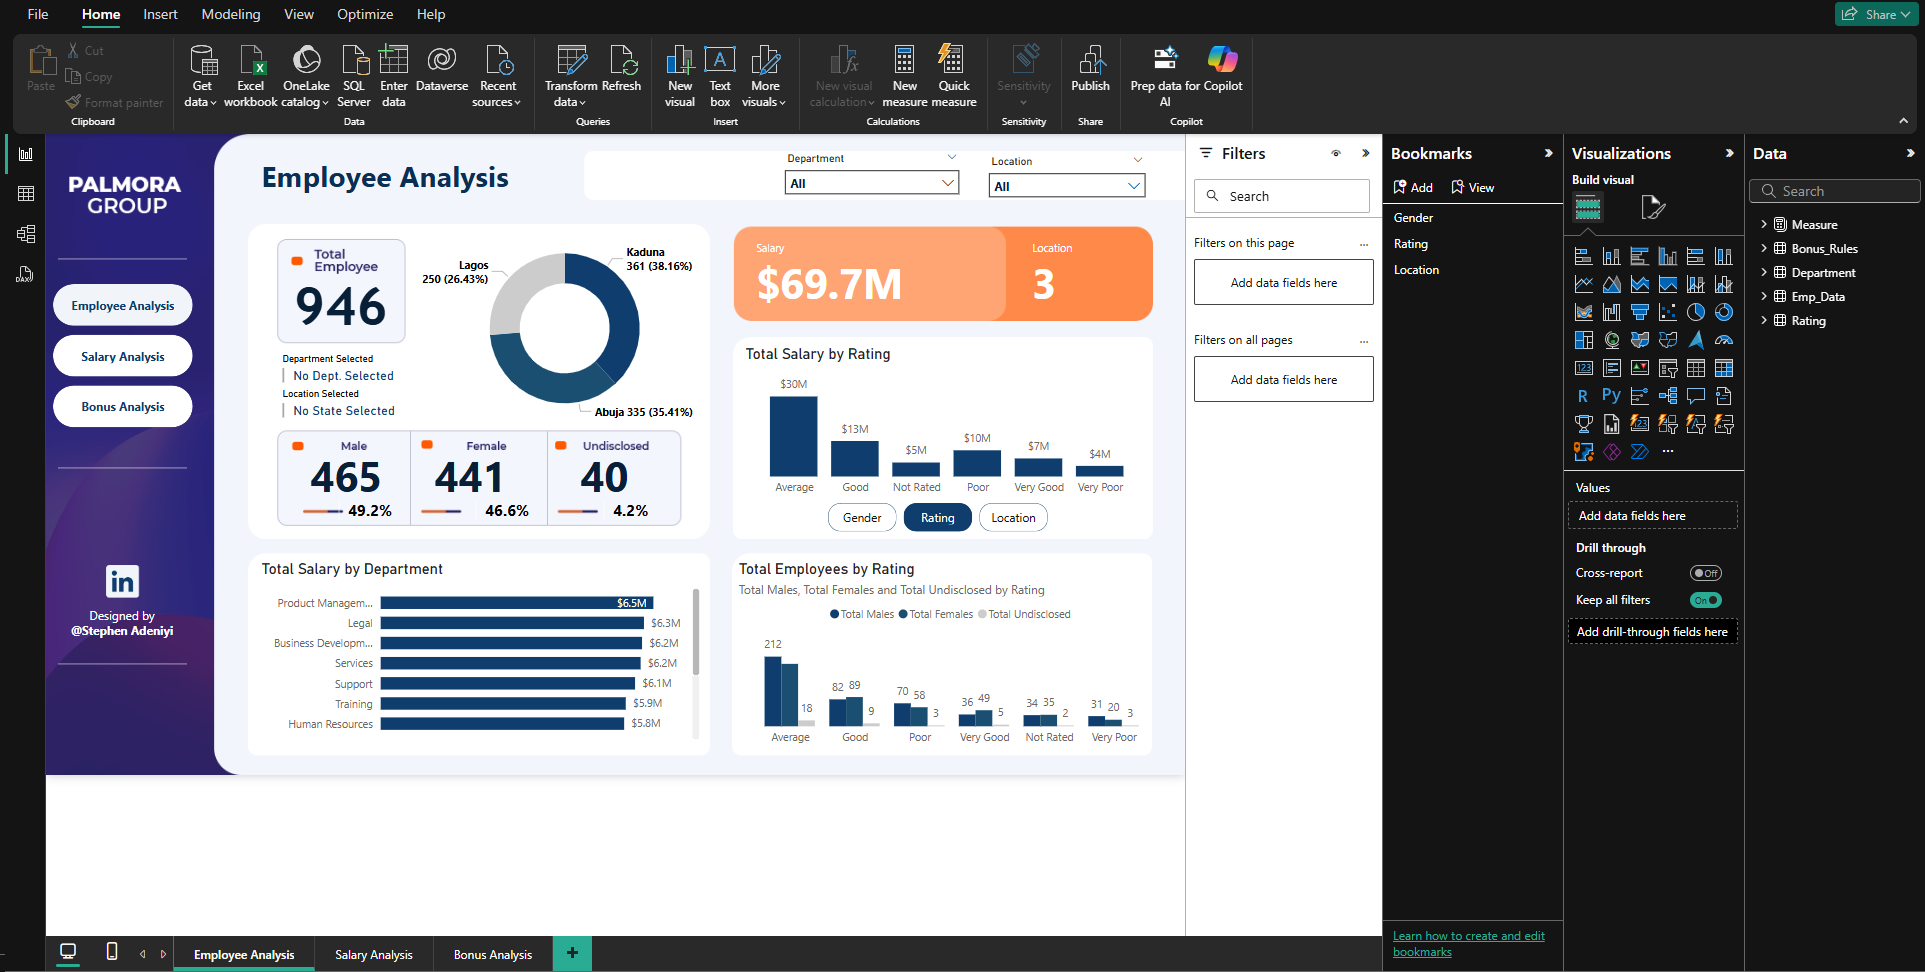 File Home Insert Modeling View Optimize Help
Share
Paste
Cut
Copy
Format painter
Clipboard
Get data
Excel workbook
OneLake catalog
SQL Server
Enter data
Dataverse
Recent sources
Data
Transform data
Refresh
Queries
New visual
Text box
More visuals
Insert
New visual calculation
New measure
Quick measure
Calculations
Sensitivity
Sensitivity
Publish
Share
Prep data for AI
Copilot
Copilot
PALMORA
GROUP
Employee Analysis
Salary Analysis
Bonus Analysis
in
Designed by
@Stephen Adeniyi
Employee Analysis
Department
All
Location
All
Total
Employee
946
Department Selected
No Dept. Selected
Location Selected
No State Selected
Lagos
250 (26.43%)
Kaduna
361 (38.16%)
Abuja 335 (35.41%)
Male
465
49.2%
Female
441
46.6%
Undisclosed
40
4.2%
Salary
$69.7M
Location
3
Total Salary by Rating
$30M
$13M
$5M
$10M
$7M
$4M
Average Good Not Rated Poor Very Good Very Poor
Gender Rating Location
Total Salary by Department
Product Managem... $6.5M
Legal $6.3M
Business Developm... $6.2M
Services $6.2M
Support $6.1M
Training $5.9M
Human Resources $5.8M
Total Employees by Rating
Total Males, Total Females and Total Undisclosed by Rating
Total Males Total Females Total Undisclosed
212 18
82 89 9
70 58 3
36 49 5
34 35 2
31 20 3
Average Good Poor Very Good Not Rated Very Poor
Filters
Search
Filters on this page ...
Add data fields here
Filters on all pages ...
Add data fields here
Bookmarks
Add View
Gender
Rating
Location
Learn how to create and edit
bookmarks
Visualizations
Build visual
123
R Py
123
...
Values
Add data fields here
Drill through
Cross-report Off
Keep all filters On
Add drill-through fields here
Data
Search
Measure
Bonus_Rules
Department
Emp_Data
Rating
DAX
Employee Analysis Salary Analysis Bonus Analysis +